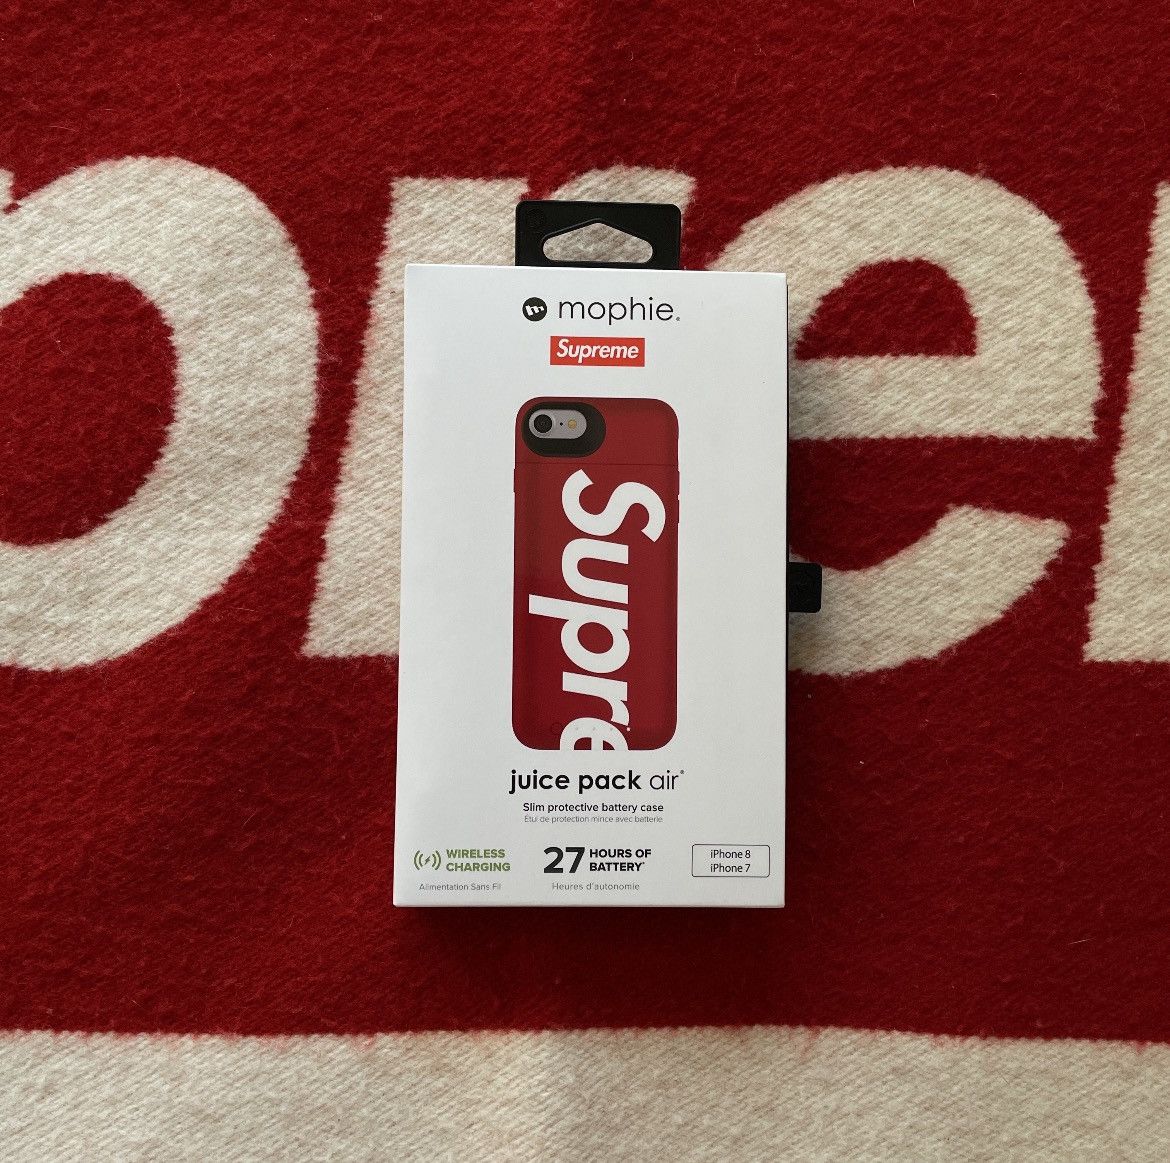 preme
mophie®
Supreme
Supre
juice pack air®
Slim protective battery case
Étui de protection mince avec batterie
WIRELESS
CHARGING
Alimentation Sans Fil
27 HOURS OF
BATTERY*
Heures d'autonomie
iPhone 8
iPhone 7